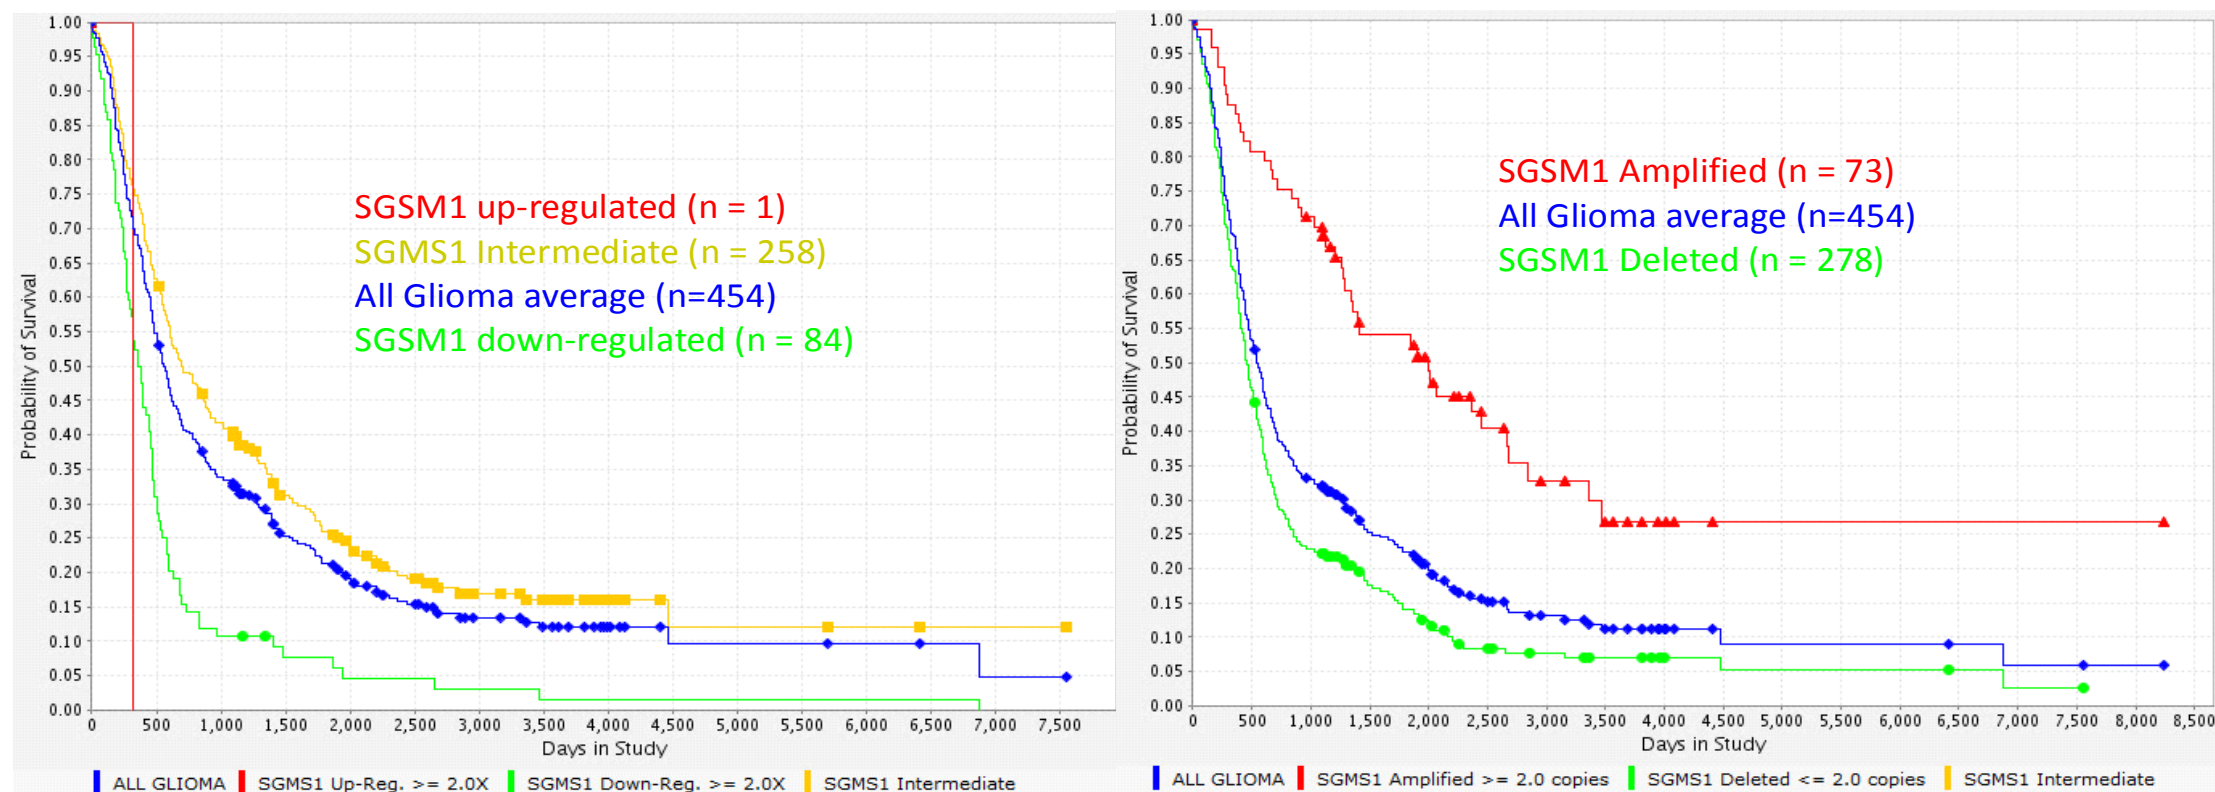 1.00
0.95
0.90
0.85
0.80
0.75
0.70
0.65
0.60
0.55
0.50
0.45
0.40
0.35
0.30
0.25
0.20
0.15
0.10
0.05
0.00
Probability of Survival
SGSM1 up-regulated (n = 1)
SGMS1 Intermediate (n = 258)
All Glioma average (n=454)
SGSM1 down-regulated (n = 84)
0 500 1,000 1,500 2,000 2,500 3,000 3,500 4,000 4,500 5,000 5,500 6,000 6,500 7,000 7,500
Days in Study
ALL GLIOMA SGMS1 Up-Reg. >= 2.0X SGMS1 Down-Reg. >= 2.0X SGMS1 Intermediate
1.00
0.95
0.90
0.85
0.80
0.75
0.70
0.65
0.60
0.55
0.50
0.45
0.40
0.35
0.30
0.25
0.20
0.15
0.10
0.05
0.00
Probability of Survival
SGSM1 Amplified (n = 73)
All Glioma average (n=454)
SGSM1 Deleted (n = 278)
0 500 1,000 1,500 2,000 2,500 3,000 3,500 4,000 4,500 5,000 5,500 6,000 6,500 7,000 7,500 8,000 8,500
Days in Study
ALL GLIOMA SGMS1 Amplified >= 2.0 copies SGMS1 Deleted <= 2.0 copies SGMS1 Intermediate